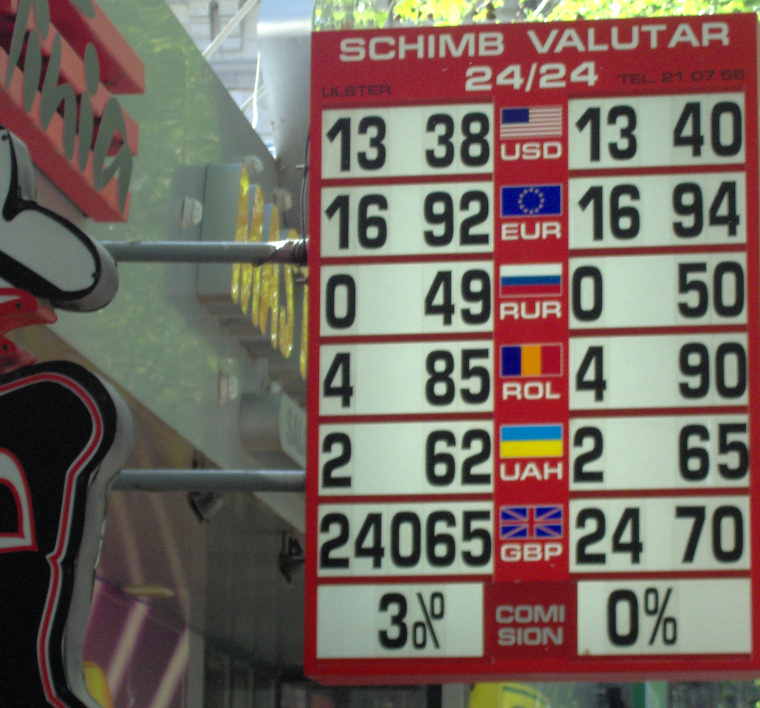 SCHIMB VALUTAR
24/24
ULSTER
TEL. 21 07 56
13 38 USD 13 40
16 92 EUR 16 94
0 49 RUR 0 50
4 85 ROL 4 90
2 62 UAH 2 65
24065 GBP 24 70
3% COMI SION 0%